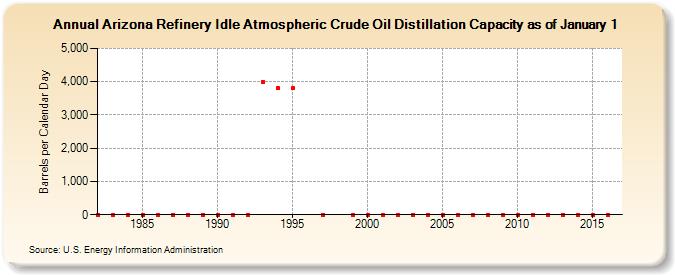 Annual Arizona Refinery Idle Atmospheric Crude Oil Distillation Capacity as of January 1
Barrels per Calendar Day
5,000
4,000
3,000
2,000
1,000
0
1985 1990 1995 2000 2005 2010 2015
Source: U.S. Energy Information Administration